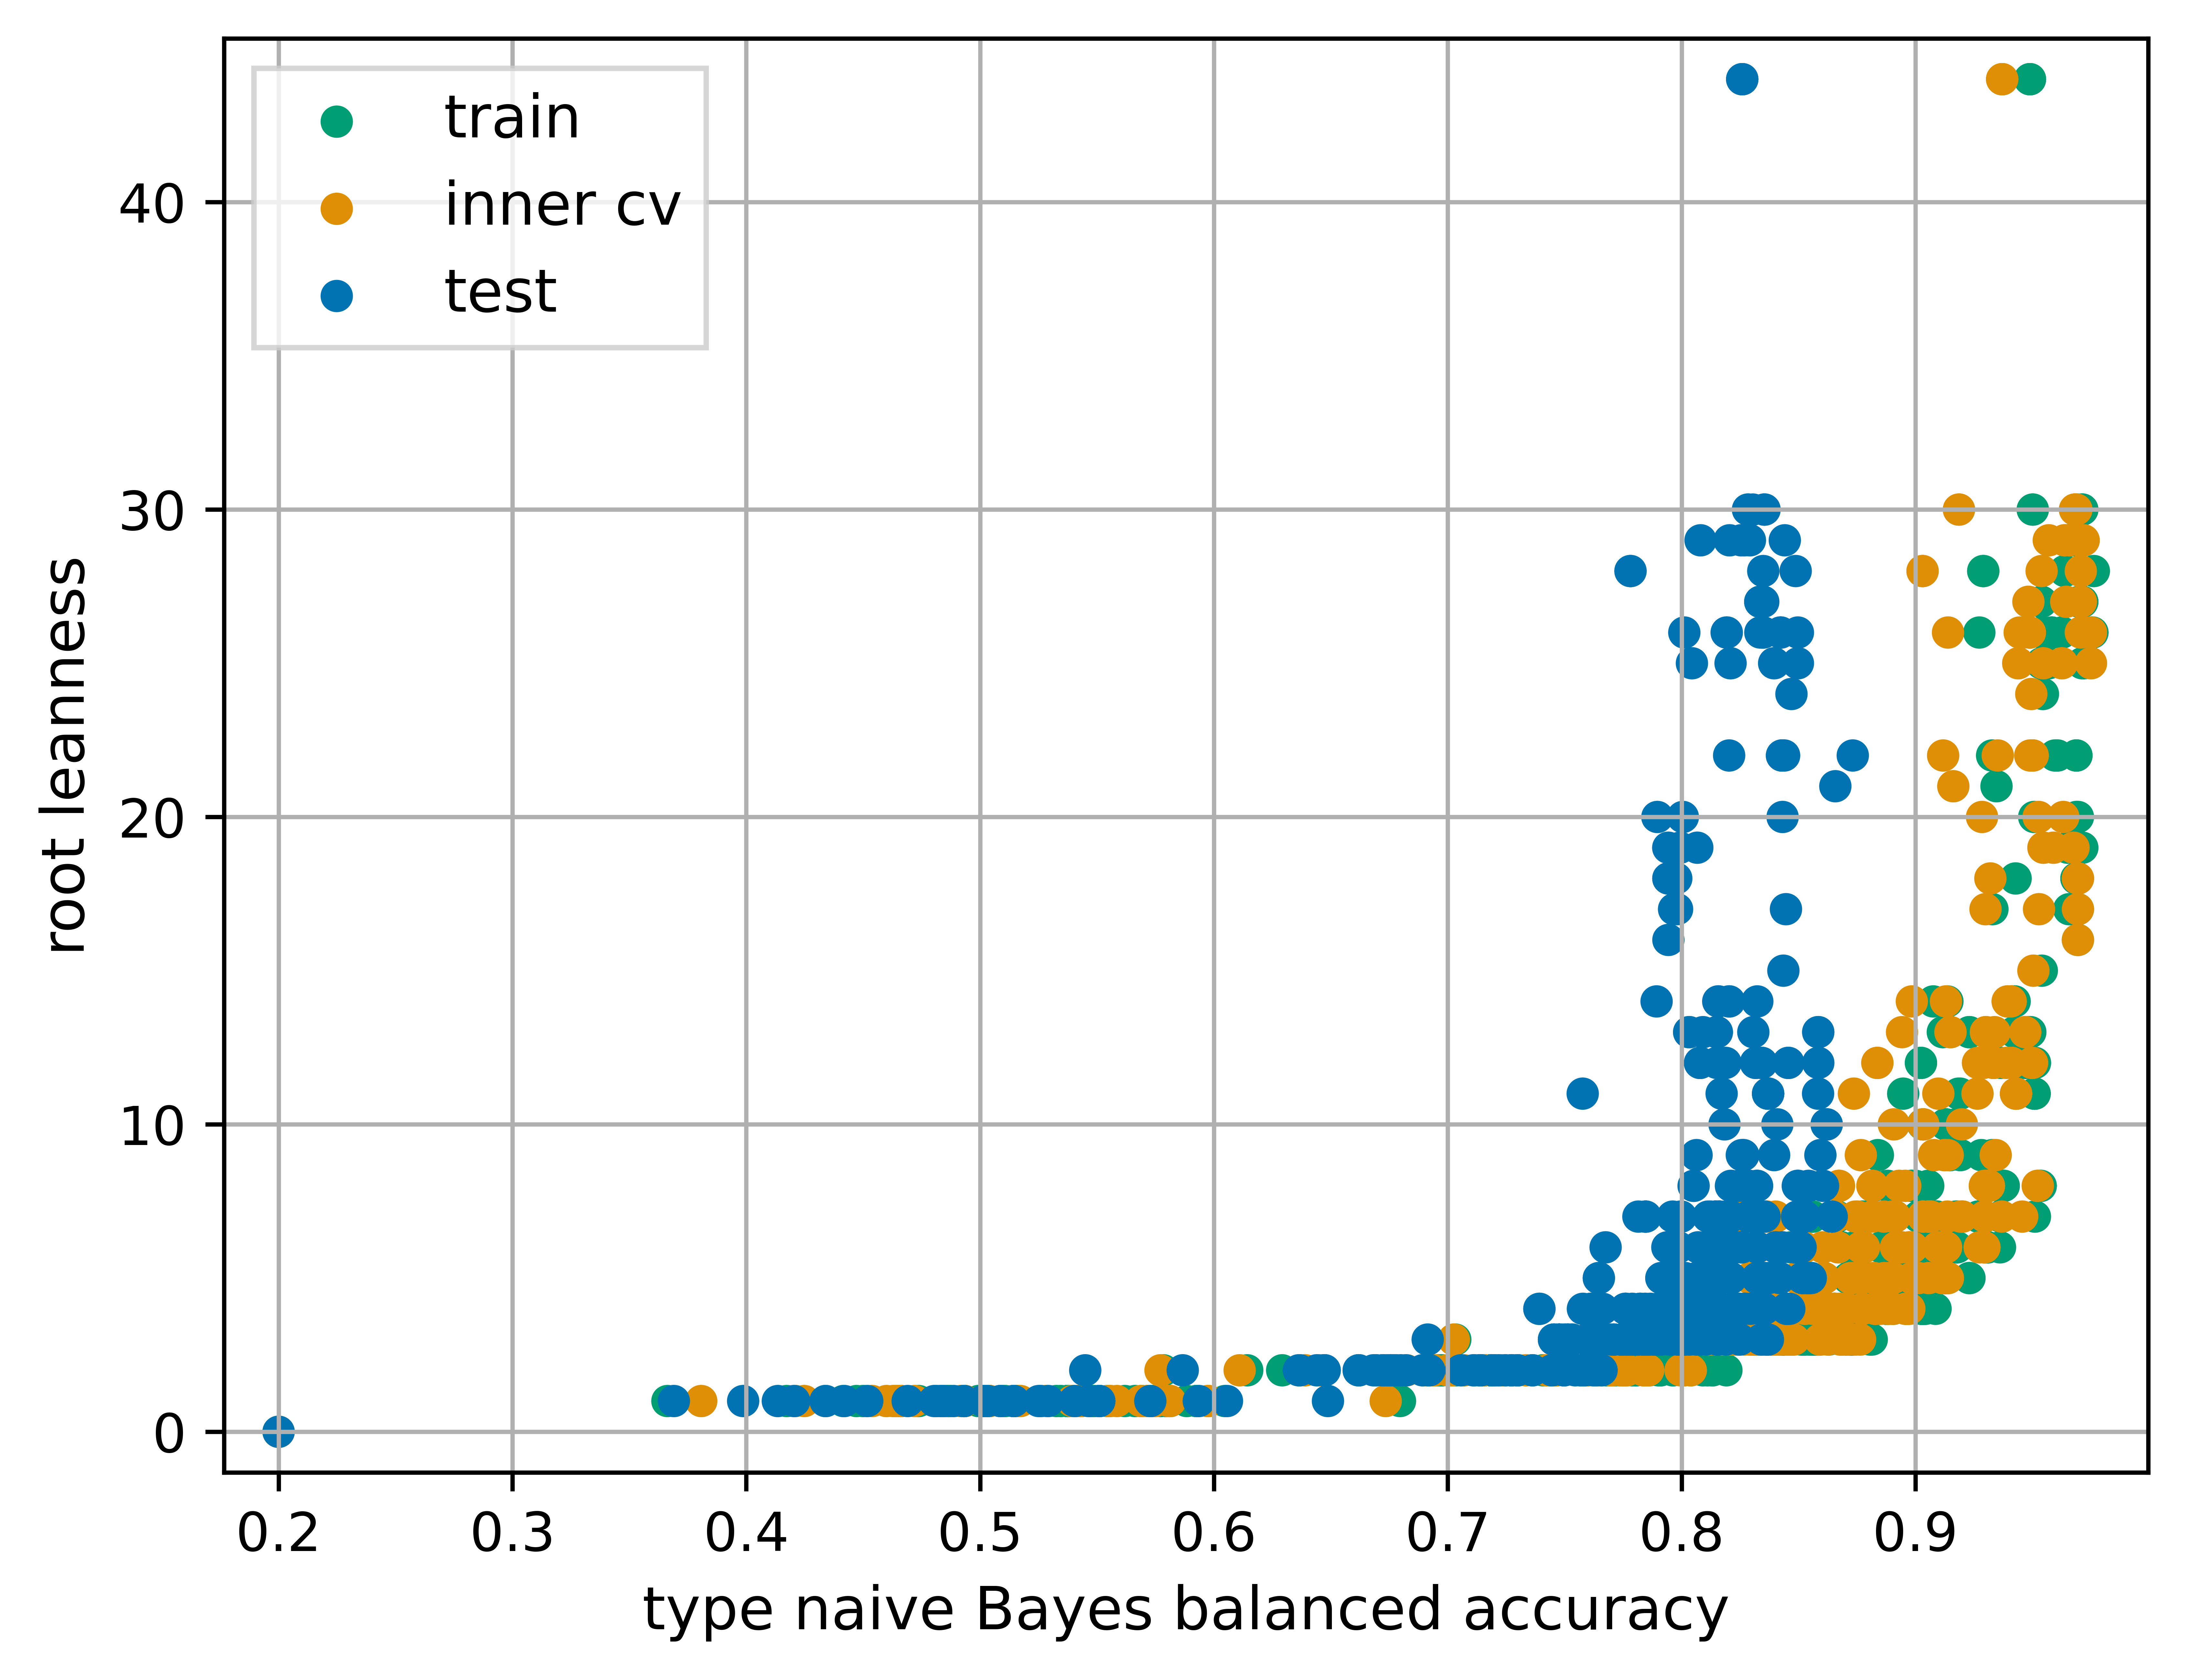 train
inner cv
test
root leanness
40
30
20
10
0
0.2 0.3 0.4 0.5 0.6 0.7 0.8 0.9
type naive Bayes balanced accuracy